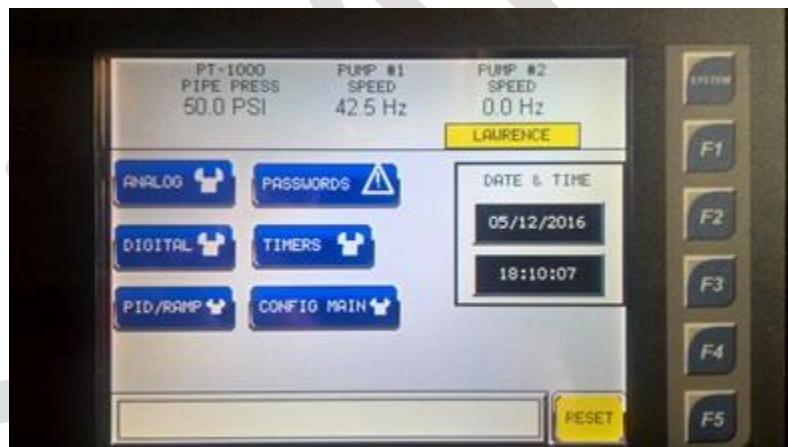 PT-1000 PUMP #1 PUMP #2
PIPE PRESS SPEED SPEED
50.0 PSI 42.5 Hz 0.0 Hz
LAURENCE
ANALOG PASSWORDS
DATE & TIME
05/12/2016
DIGITAL TIMERS
18:10:07
PID/RAMP CONFIG MAIN
RESET
SYSTEM
F1
F2
F3
F4
F5